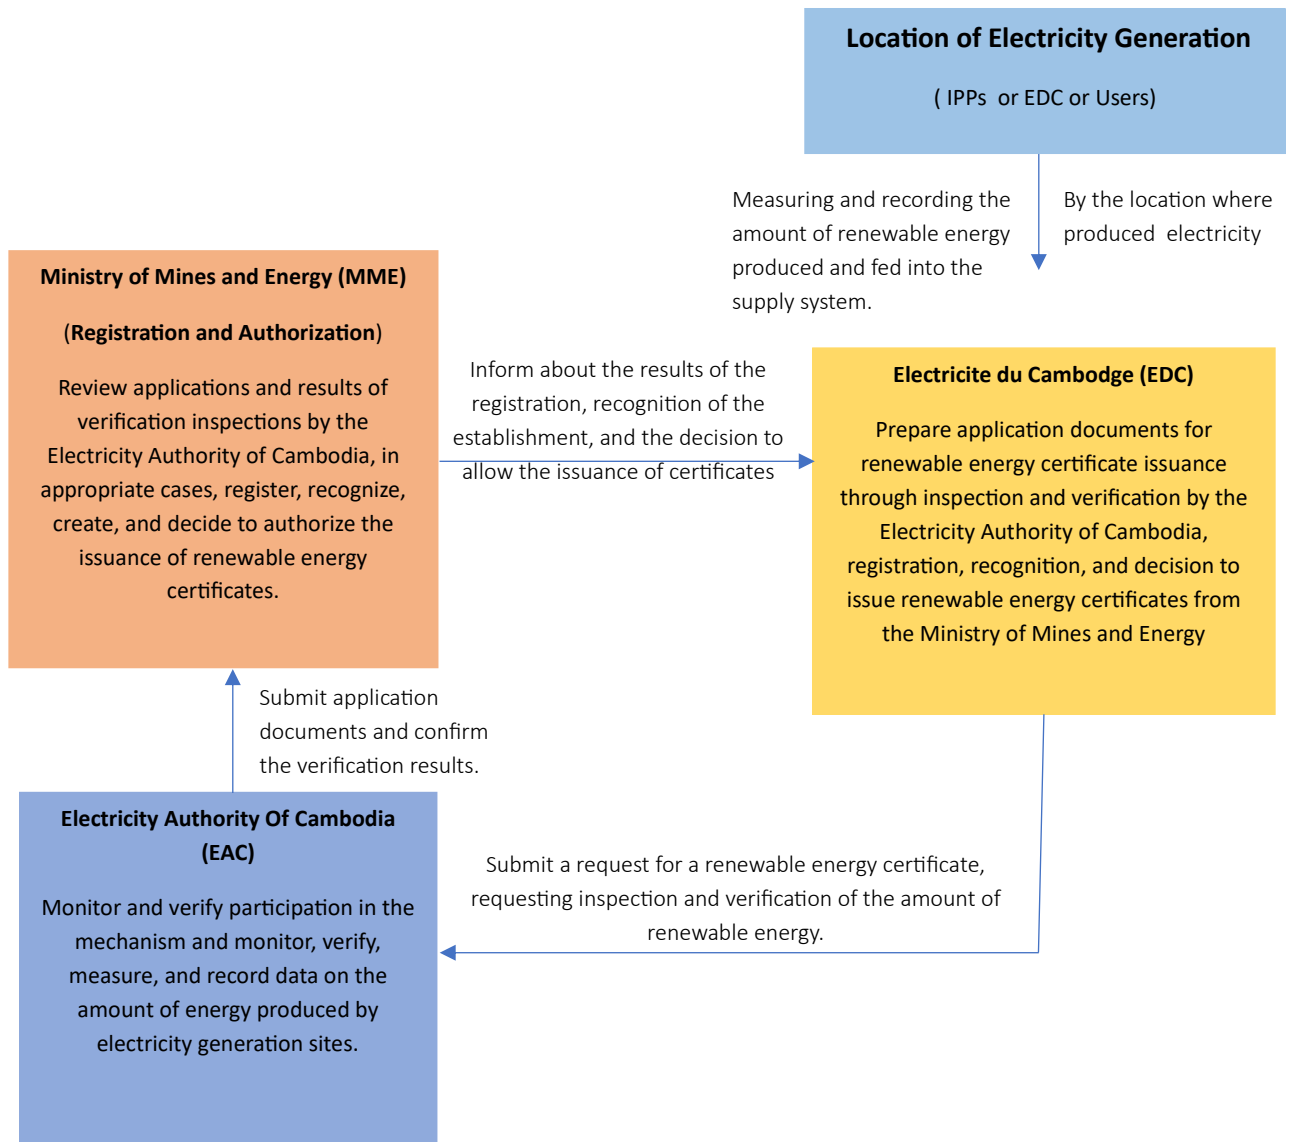 Location of Electricity Generation
( IPPs or EDC or Users)
Measuring and recording the
amount of renewable energy
produced and fed into the
supply system.
By the location where
produced electricity
Ministry of Mines and Energy (MME)
(Registration and Authorization)
Review applications and results of
verification inspections by the
Electricity Authority of Cambodia, in
appropriate cases, register, recognize,
create, and decide to authorize the
issuance of renewable energy
certificates.
Inform about the results of the
registration, recognition of the
establishment, and the decision to
allow the issuance of certificates
Electricite du Cambodge (EDC)
Prepare application documents for
renewable energy certificate issuance
through inspection and verification by the
Electricity Authority of Cambodia,
registration, recognition, and decision to
issue renewable energy certificates from
the Ministry of Mines and Energy
Submit application
documents and confirm
the verification results.
Electricity Authority Of Cambodia
(EAC)
Monitor and verify participation in the
mechanism and monitor, verify,
measure, and record data on the
amount of energy produced by
electricity generation sites.
Submit a request for a renewable energy certificate,
requesting inspection and verification of the amount of
renewable energy.